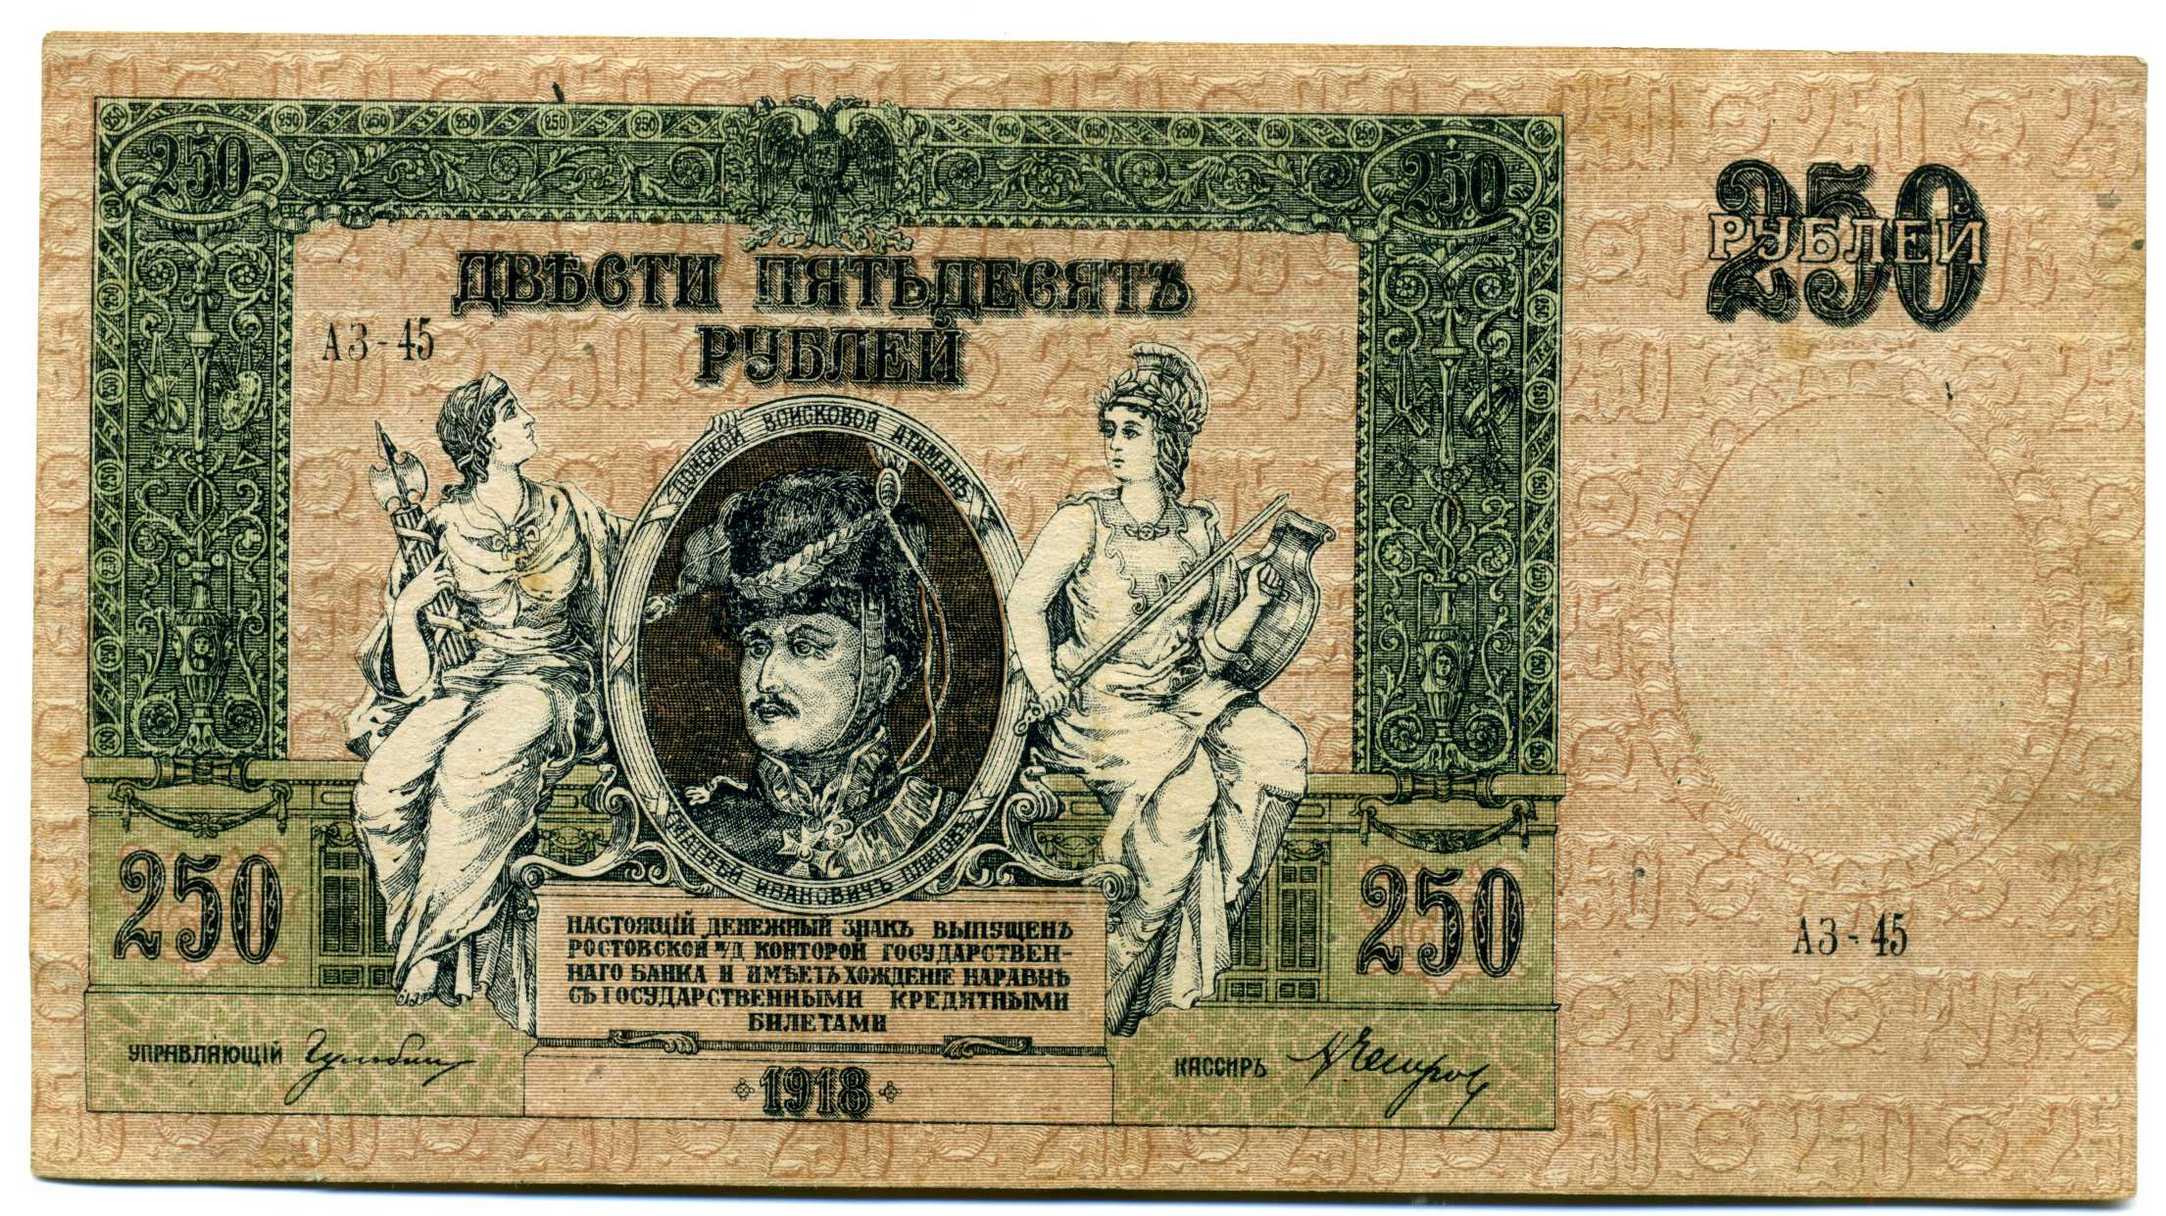 250
250
250 РУБЛЕЙ
ДВѢСТИ ПЯТЬДЕСЯТЪ
РУБЛЕЙ
АЗ-45
ДОНСКОЙ ВОЙСКОВОЙ АТАМАНЪ
МАТВѢЙ ИВАНОВИЧЪ ПЛАТОВЪ
250
250
НАСТОЯЩІЙ ДЕНЕЖНЫЙ ЗНАКЪ ВЫПУЩЕНЪ
РОСТОВСКОЙ Н/Д КОНТОРОЙ ГОСУДАРСТВЕН-
НАГО БАНКА И ИМѢЕТЪ ХОЖДЕНІЕ НАРАВНѢ
СЪ ГОСУДАРСТВЕННЫМИ КРЕДИТНЫМИ
БИЛЕТАМИ
АЗ-45
УПРАВЛЯЮЩІЙ
КАССИРЪ
1918